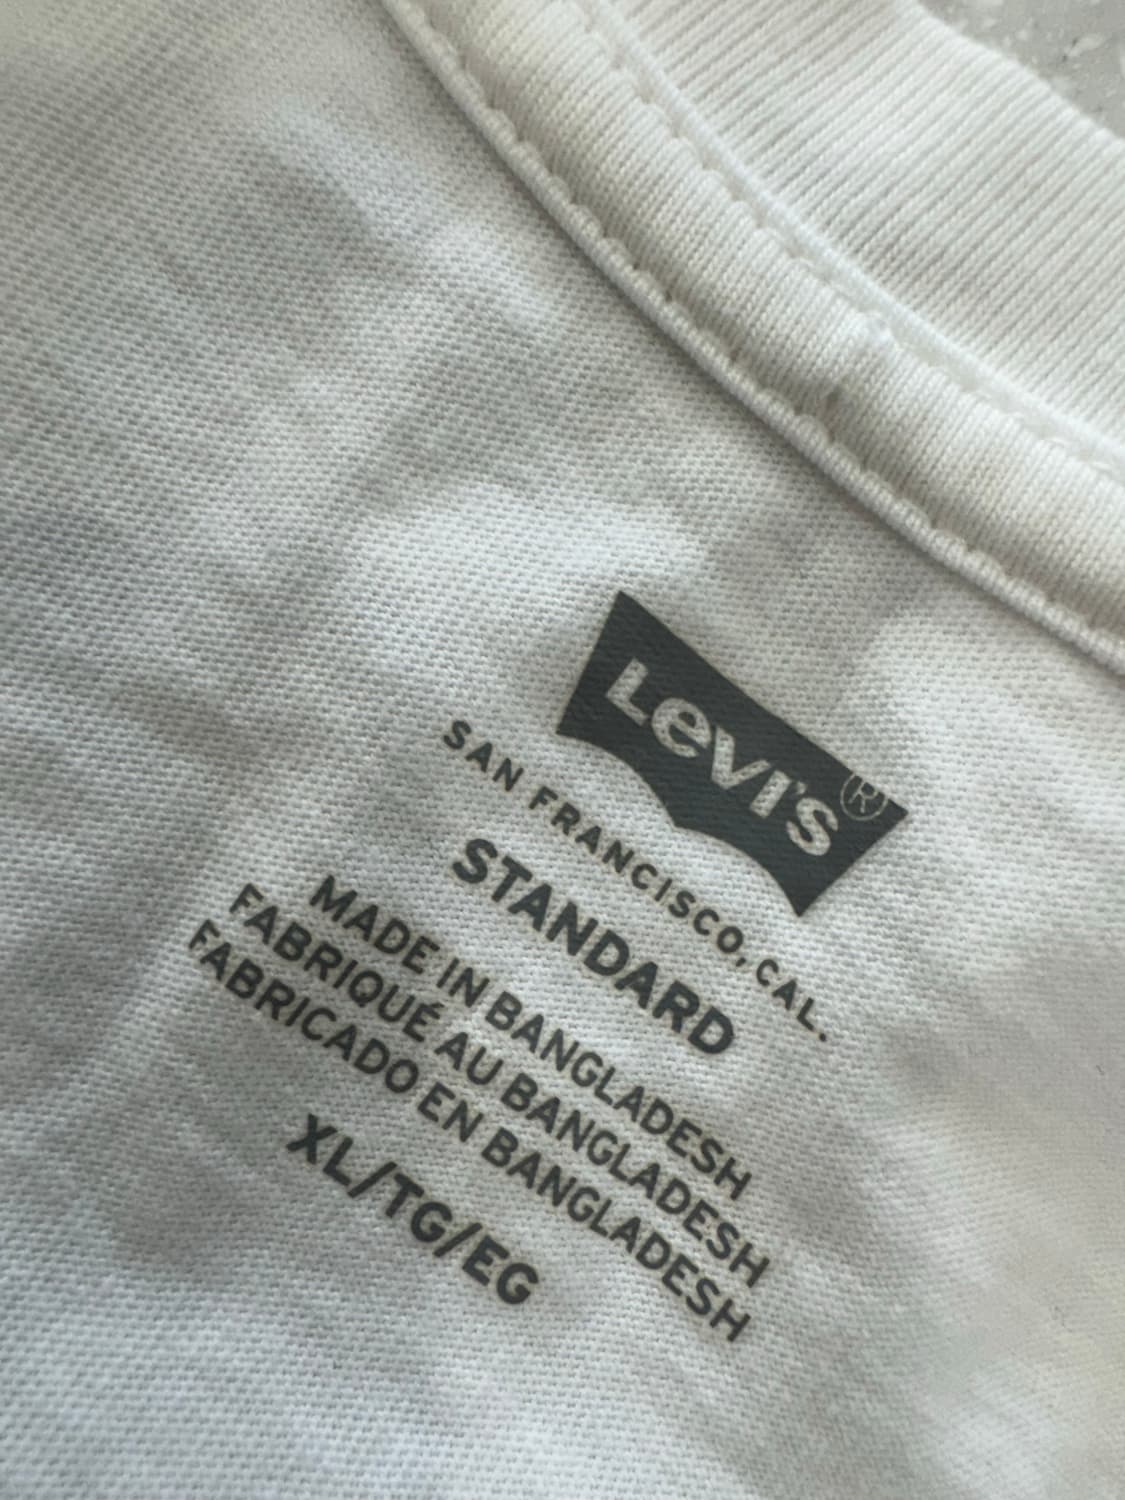 Levi's®
SAN FRANCISCO, CAL.
STANDARD
MADE IN BANGLADESH
FABRIQUÉ AU BANGLADESH
FABRICADO EN BANGLADESH
XL/TG/EG